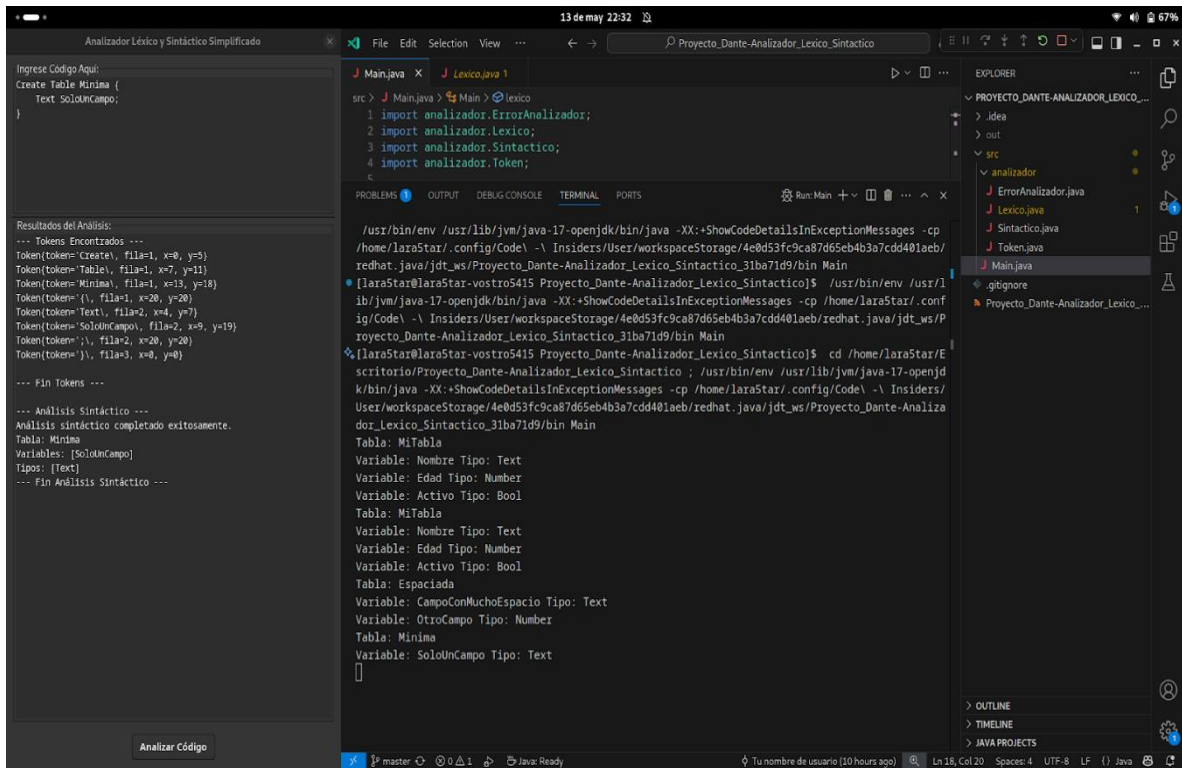 13 de may 22:32
67%
Analizador Léxico y Sintáctico Simplificado
Ingrese Código Aquí:
Create Table Minima {
Text SoloUnCampo;
}
Resultados del Análisis:
--- Tokens Encontrados ---
Token{token='Create\, fila=1, x=0, y=5}
Token{token='Table\, fila=1, x=7, y=11}
Token{token='Minima\, fila=1, x=13, y=18}
Token{token='{\, fila=1, x=20, y=20}
Token{token='Text\, fila=2, x=4, y=7}
Token{token='SoloUnCampo\, fila=2, x=9, y=19}
Token{token=';\, fila=2, x=20, y=20}
Token{token='}\, fila=3, x=0, y=0}
--- Fin Tokens ---
--- Análisis Sintáctico ---
Análisis sintáctico completado exitosamente.
Tabla: Minima
Variables: [SoloUnCampo]
Tipos: [Text]
--- Fin Análisis Sintáctico ---
Analizar Código
File Edit Selection View ···
Proyecto_Dante-Analizador_Lexico_Sintactico
J Main.java
J Lexico.java 1
src > J Main.java > Main > lexico
1 import analizador.ErrorAnalizador;
2 import analizador.Lexico;
3 import analizador.Sintactico;
4 import analizador.Token;
5
PROBLEMS 1 OUTPUT DEBUG CONSOLE TERMINAL PORTS
Run: Main
/usr/bin/env /usr/lib/jvm/java-17-openjdk/bin/java -XX:+ShowCodeDetailsInExceptionMessages -cp
/home/lara5tar/.config/Code\ -\ Insiders/User/workspaceStorage/4e0d53fc9ca87d65eb4b3a7cdd401aeb/
redhat.java/jdt_ws/Proyecto_Dante-Analizador_Lexico_Sintactico_31ba71d9/bin Main
[lara5tar@lara5tar-vostro5415 Proyecto_Dante-Analizador_Lexico_Sintactico]$ /usr/bin/env /usr/l
ib/jvm/java-17-openjdk/bin/java -XX:+ShowCodeDetailsInExceptionMessages -cp /home/lara5tar/.conf
ig/Code\ -\ Insiders/User/workspaceStorage/4e0d53fc9ca87d65eb4b3a7cdd401aeb/redhat.java/jdt_ws/P
royecto_Dante-Analizador_Lexico_Sintactico_31ba71d9/bin Main
[lara5tar@lara5tar-vostro5415 Proyecto_Dante-Analizador_Lexico_Sintactico]$ cd /home/lara5tar/E
scritorio/Proyecto_Dante-Analizador_Lexico_Sintactico ; /usr/bin/env /usr/lib/jvm/java-17-openjd
k/bin/java -XX:+ShowCodeDetailsInExceptionMessages -cp /home/lara5tar/.config/Code\ -\ Insiders/
User/workspaceStorage/4e0d53fc9ca87d65eb4b3a7cdd401aeb/redhat.java/jdt_ws/Proyecto_Dante-Analiza
dor_Lexico_Sintactico_31ba71d9/bin Main
Tabla: MiTabla
Variable: Nombre Tipo: Text
Variable: Edad Tipo: Number
Variable: Activo Tipo: Bool
Tabla: MiTabla
Variable: Nombre Tipo: Text
Variable: Edad Tipo: Number
Variable: Activo Tipo: Bool
Tabla: Espaciada
Variable: CampoConMuchoEspacio Tipo: Text
Variable: OtroCampo Tipo: Number
Tabla: Minima
Variable: SoloUnCampo Tipo: Text
EXPLORER
PROYECTO_DANTE-ANALIZADOR_LEXICO_...
.idea
out
src
analizador
J ErrorAnalizador.java
J Lexico.java 1
J Sintactico.java
J Token.java
J Main.java
.gitignore
Proyecto_Dante-Analizador_Lexico_...
OUTLINE
TIMELINE
JAVA PROJECTS
1
1
master 0 1 Java: Ready Tu nombre de usuario (10 hours ago) Ln 18, Col 20 Spaces: 4 UTF-8 LF {} Java